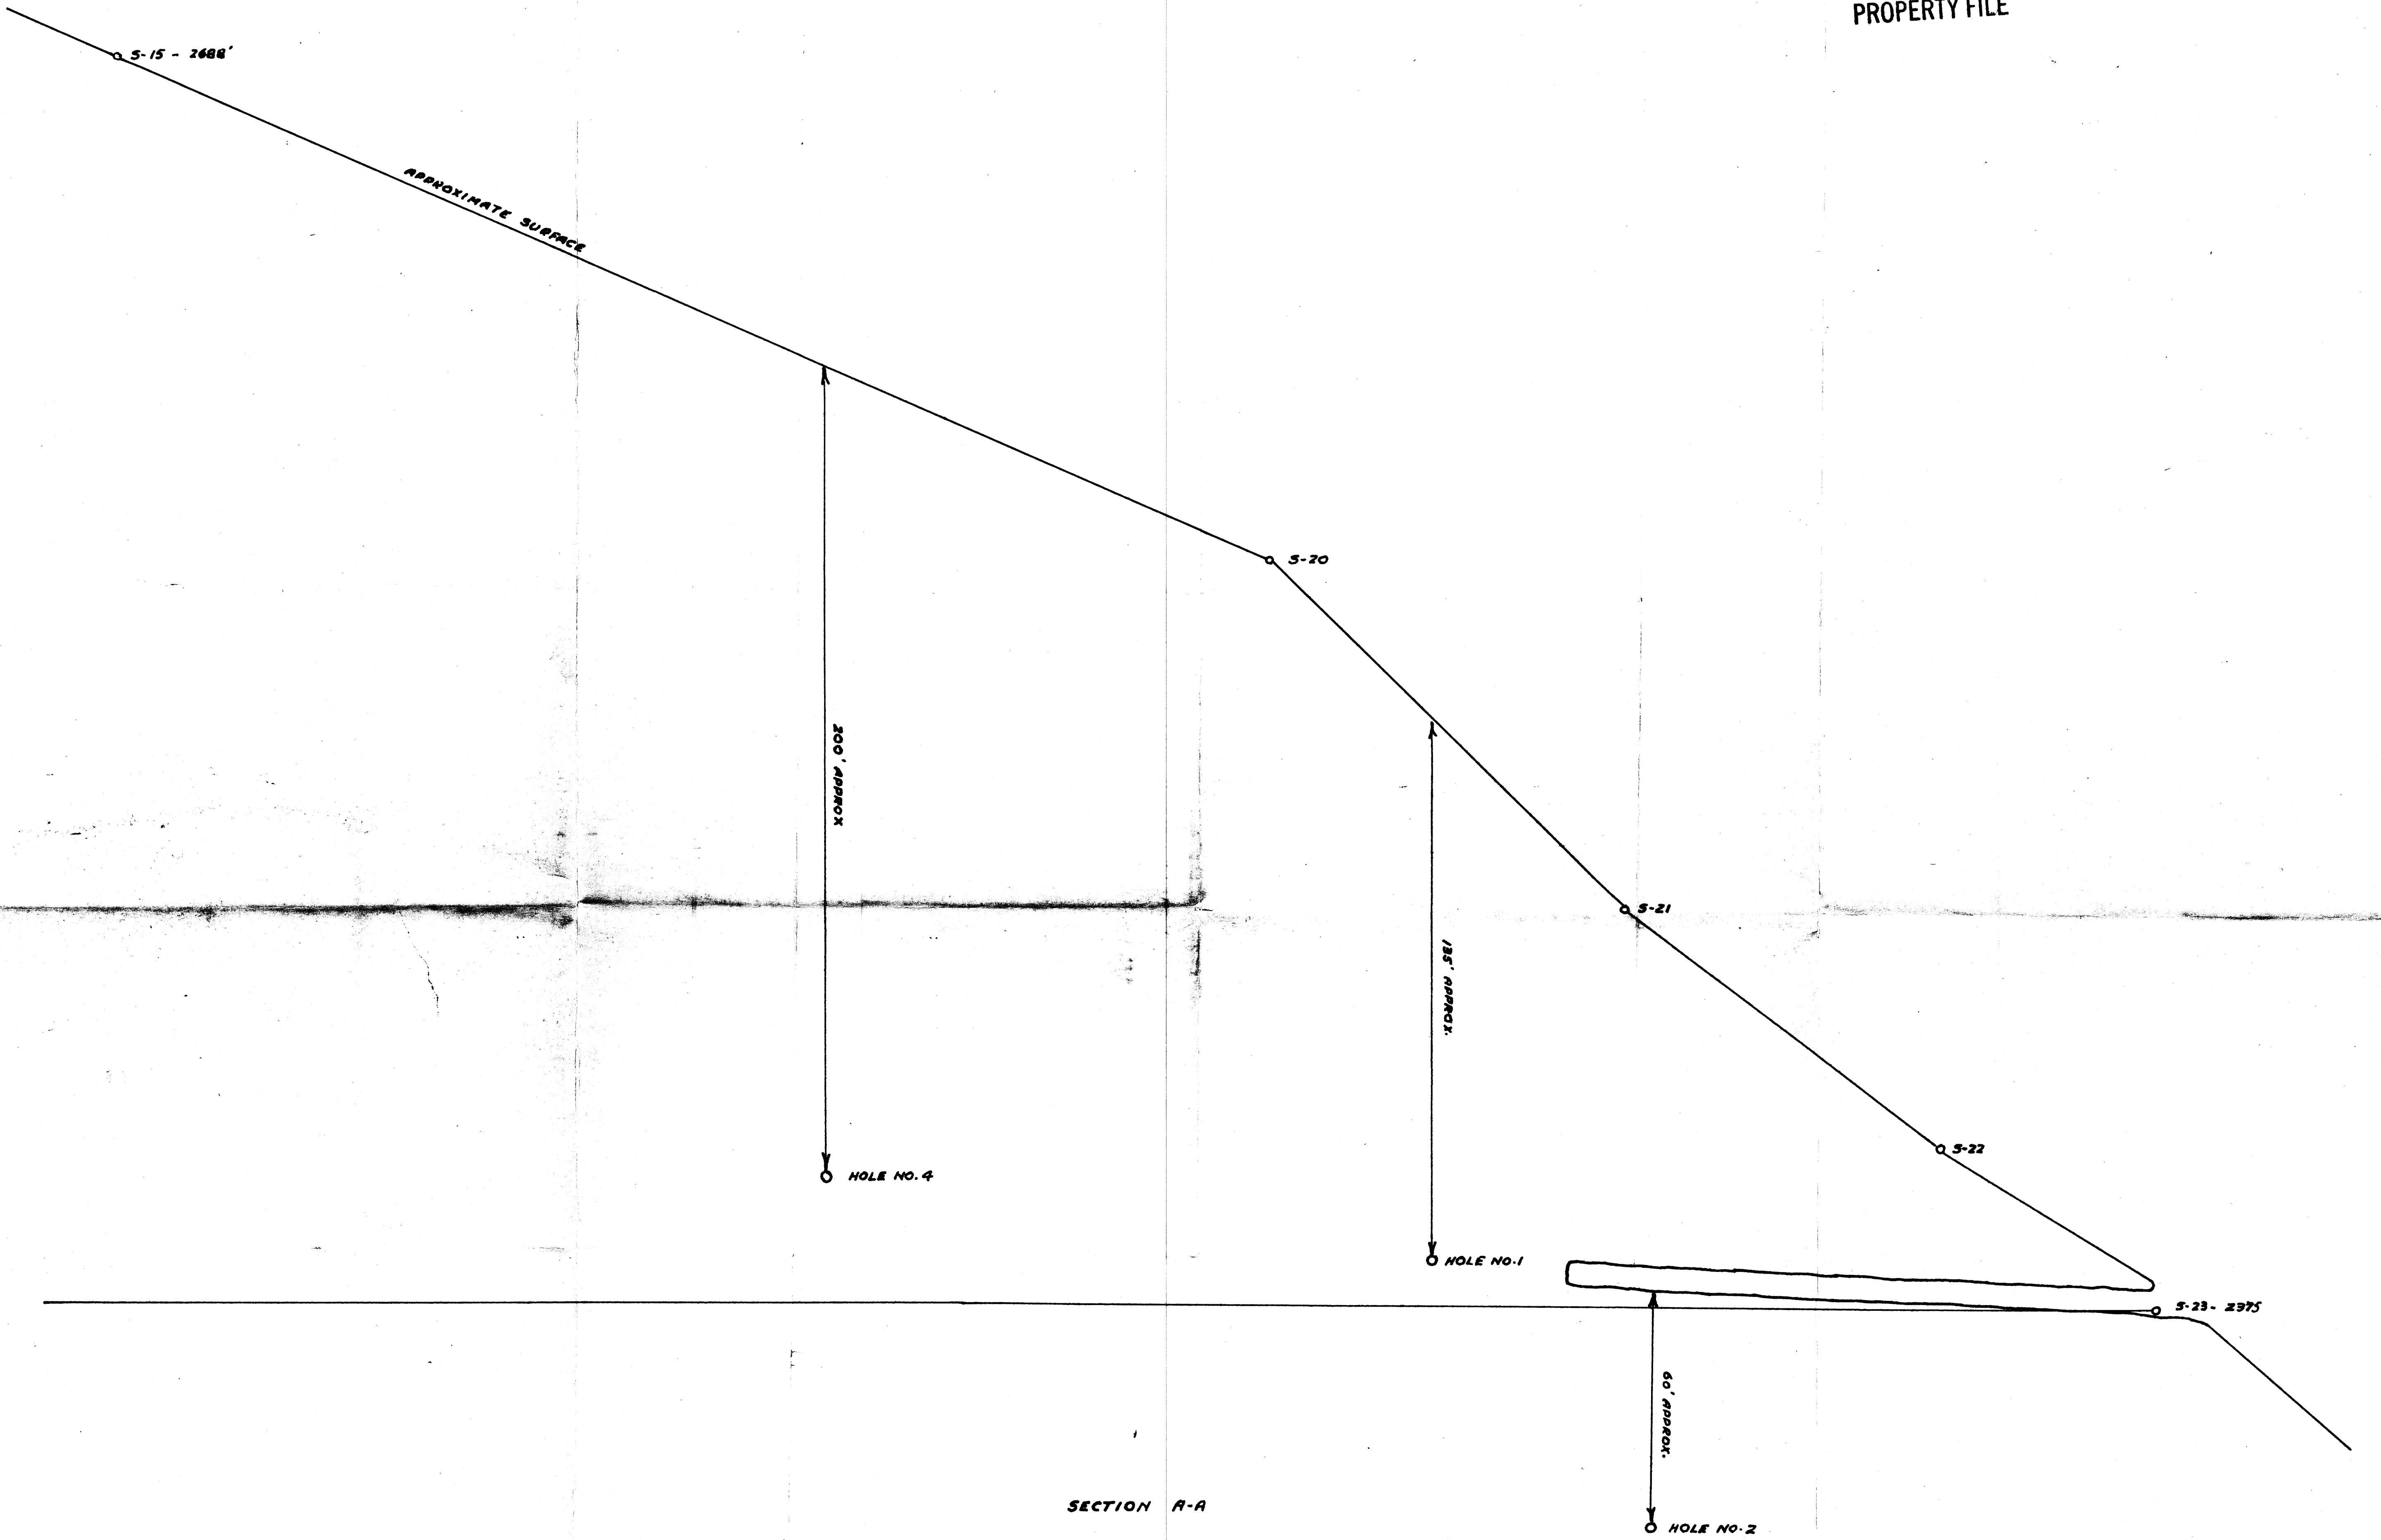 PROPERTY FILE
S-15 - 2688'
APPROXIMATE SURFACE
S-20
200' APPROX
S-21
135' APPROX.
S-22
HOLE NO. 4
HOLE NO. 1
S-23 - 2375
60' APPROX.
SECTION A-A
HOLE NO. 2